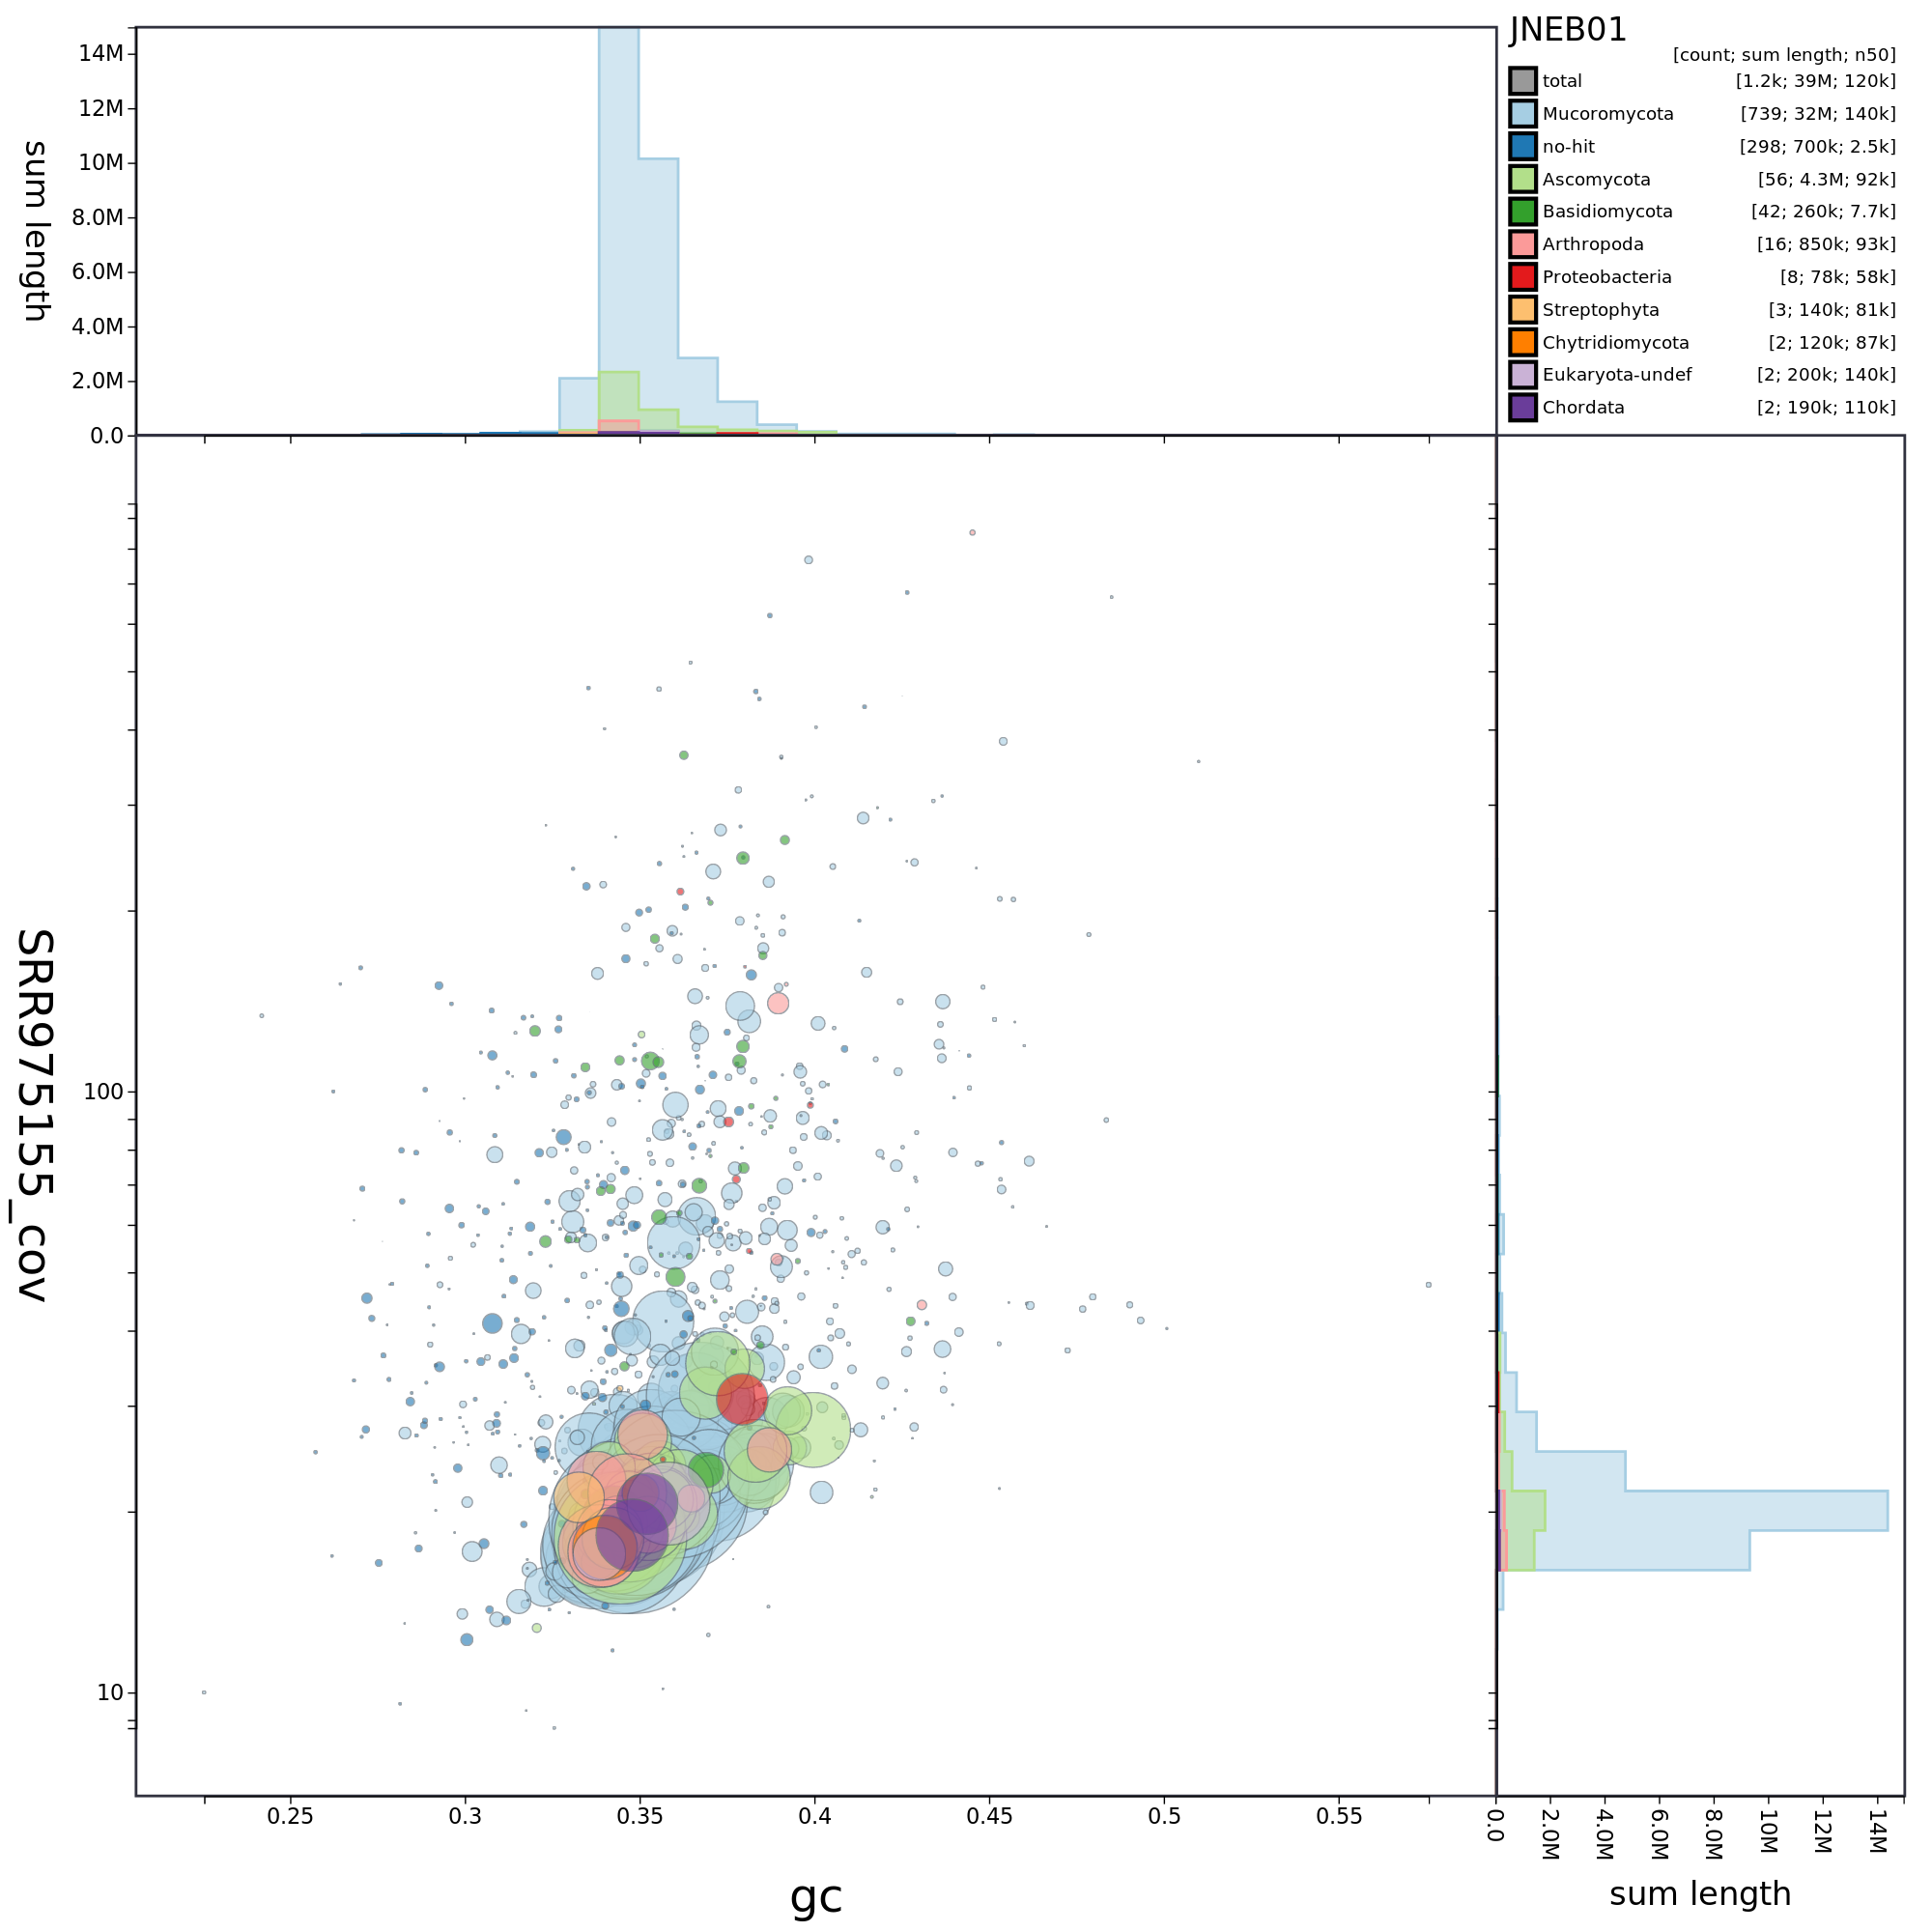 JNEB01
[count; sum length; n50]
total [1.2k; 39M; 120k]
Mucoromycota [739; 32M; 140k]
no-hit [298; 700k; 2.5k]
Ascomycota [56; 4.3M; 92k]
Basidiomycota [42; 260k; 7.7k]
Arthropoda [16; 850k; 93k]
Proteobacteria [8; 78k; 58k]
Streptophyta [3; 140k; 81k]
Chytridiomycota [2; 120k; 87k]
Eukaryota-undef [2; 200k; 140k]
Chordata [2; 190k; 110k]
sum length
14M
12M
10M
8.0M
6.0M
4.0M
2.0M
0.0
SRR975155_cov
100
10
0.25 0.3 0.35 0.4 0.45 0.5 0.55
gc
0.0 2.0M 4.0M 6.0M 8.0M 10M 12M 14M
sum length